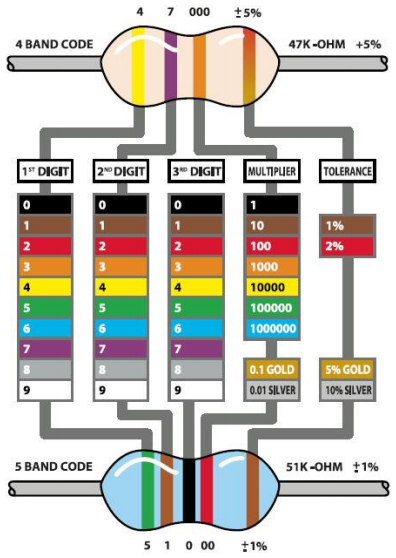 4 7 000 ±5%
4 BAND CODE 47K-OHM +5%
1ST DIGIT 2ND DIGIT 3RD DIGIT MULTIPLIER TOLERANCE
0 0 0 1
1 1 1 10 1%
2 2 2 100 2%
3 3 3 1000
4 4 4 10000
5 5 5 100000
6 6 6 1000000
7 7 7
8 8 8 0.1 GOLD 5% GOLD
9 9 9 0.01 SILVER 10% SILVER
5 BAND CODE 51K-OHM ±1%
5 1 0 00 ±1%